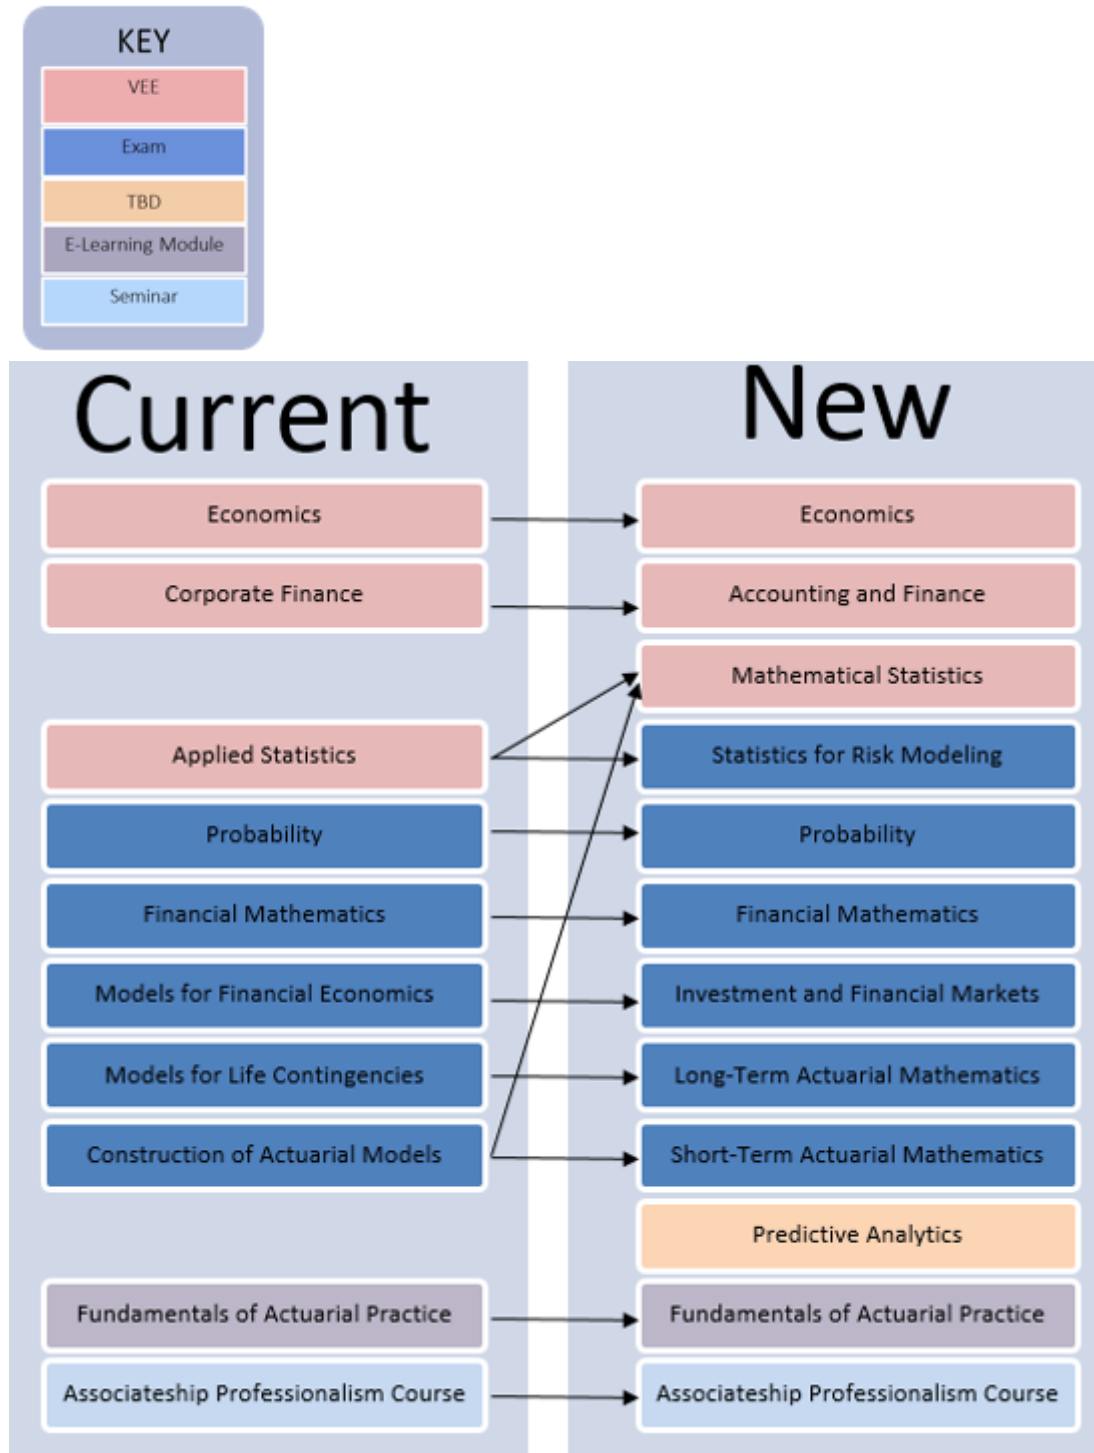 KEY
VEE
Exam
TBD
E-Learning Module
Seminar
Current
New
Economics
Economics
Corporate Finance
Accounting and Finance
Mathematical Statistics
Applied Statistics
Statistics for Risk Modeling
Probability
Probability
Financial Mathematics
Financial Mathematics
Models for Financial Economics
Investment and Financial Markets
Models for Life Contingencies
Long-Term Actuarial Mathematics
Construction of Actuarial Models
Short-Term Actuarial Mathematics
Predictive Analytics
Fundamentals of Actuarial Practice
Fundamentals of Actuarial Practice
Associateship Professionalism Course
Associateship Professionalism Course